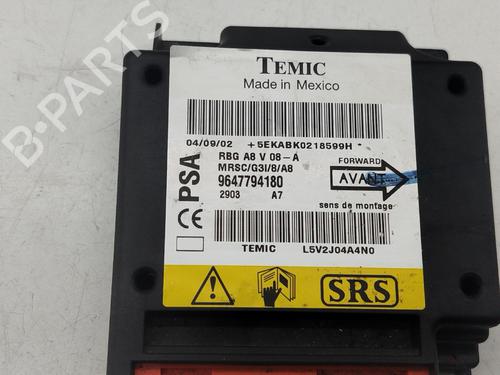 TEMIC
Made in Mexico
04/09/02 +5EKABK0218599H *
PSA
RBG A8 V 08-A
MRSC/G3I/8/A8
9647794180
2903 A7
FORWARD
AVANT
sens de montage
CE
TEMIC L5V2J04A4N0
SRS
B-PARTS